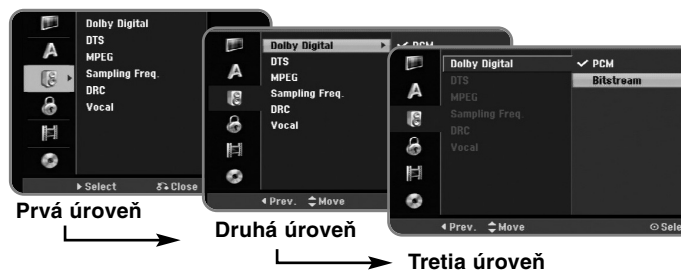 Dolby Digital
DTS
MPEG
Sampling Freq.
DRC
Vocal
Select
Close
Prvá úroveň
Dolby Digital
DTS
MPEG
Sampling Freq.
DRC
Vocal
Prev. Move
Druhá úroveň
Dolby Digital
DTS
MPEG
Sampling Freq.
DRC
Vocal
PCM
Bitstream
Prev. Move
Tretia úroveň